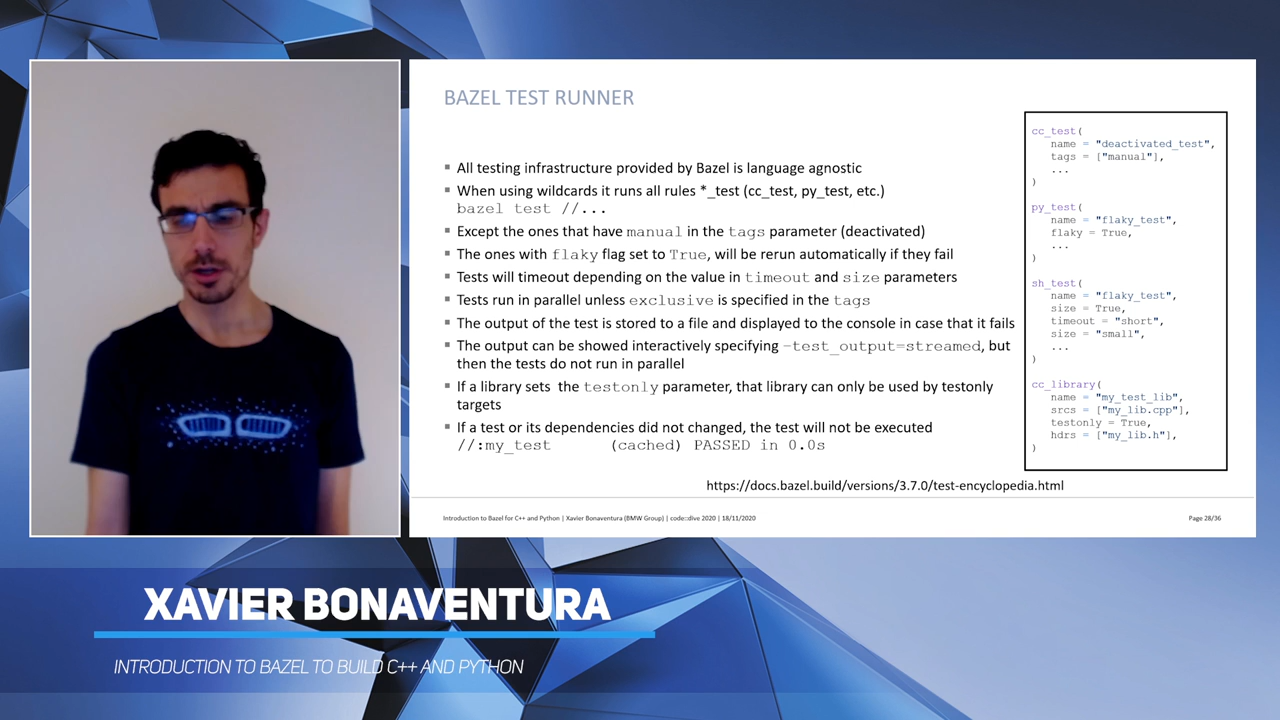 BAZEL TEST RUNNER
All testing infrastructure provided by Bazel is language agnostic
When using wildcards it runs all rules *_test (cc_test, py_test, etc.)
bazel test //...
Except the ones that have manual in the tags parameter (deactivated)
The ones with flaky flag set to True, will be rerun automatically if they fail
Tests will timeout depending on the value in timeout and size parameters
Tests run in parallel unless exclusive is specified in the tags
The output of the test is stored to a file and displayed to the console in case that it fails
The output can be showed interactively specifying -test_output=streamed, but
then the tests do not run in parallel
If a library sets the testonly parameter, that library can only be used by testonly
targets
If a test or its dependencies did not changed, the test will not be executed
//:my_test (cached) PASSED in 0.0s
cc_test(
name = "deactivated_test",
tags = ["manual"],
...
)
py_test(
name = "flaky_test",
flaky = True,
...
)
sh_test(
name = "flaky_test",
size = True,
timeout = "short",
size = "small",
...
)
cc_library(
name = "my_test_lib",
srcs = ["my_lib.cpp"],
testonly = True,
hdrs = ["my_lib.h"],
)
https://docs.bazel.build/versions/3.7.0/test-encyclopedia.html
Introduction to Bazel for C++ and Python | Xavier Bonaventura (BMW Group) | code::dive 2020 | 18/11/2020
Page 28/36
XAVIER BONAVENTURA
INTRODUCTION TO BAZEL TO BUILD C++ AND PYTHON